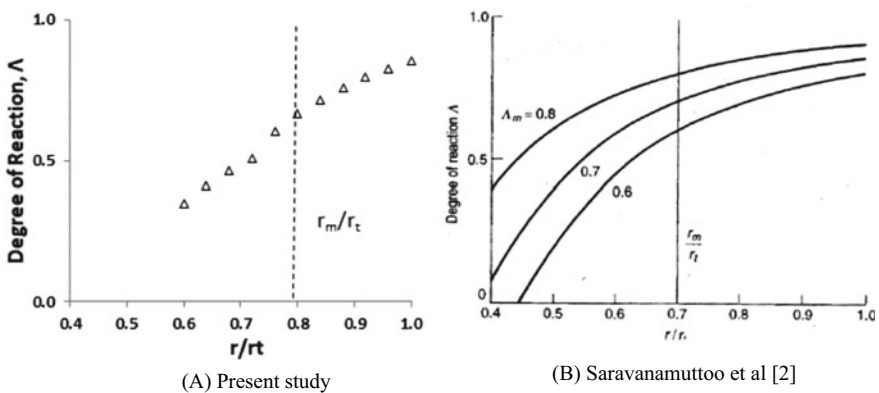 Degree of Reaction, Λ
1.0
0.5
0.0
0.4 0.5 0.6 0.7 0.8 0.9 1.0
r/rt
rm/rt
(A) Present study
Degree of reaction Λ
1.0
0.5
0
0.4 0.5 0.6 0.7 0.8 0.9 1.0
Λm=0.8
0.7
0.6
rm
rt
(B) Saravanamuttoo et al [2]